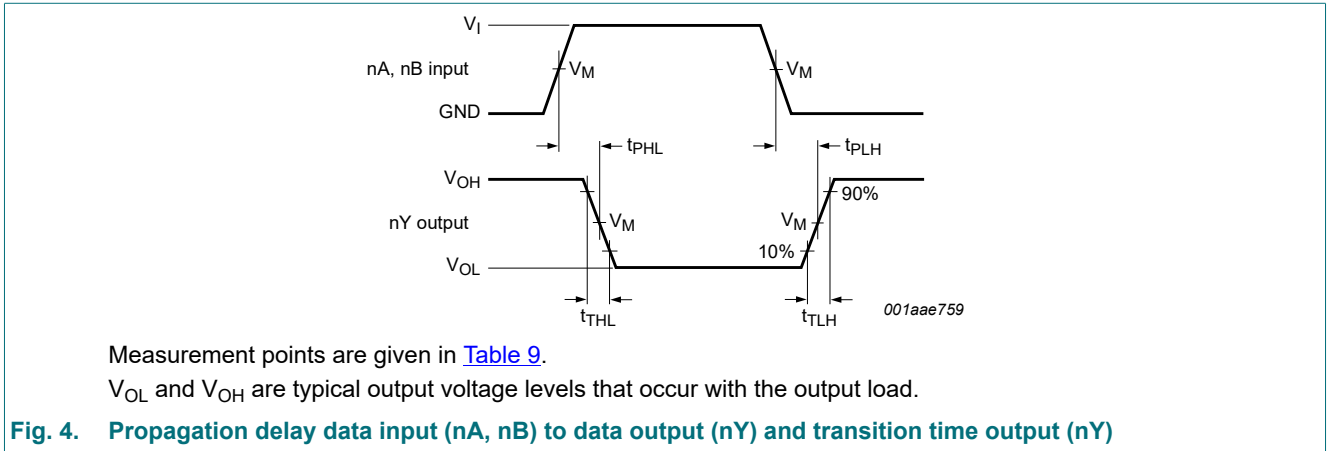 V_I
nA, nB input
V_M
V_M
GND
t_PHL
t_PLH
V_OH
90%
nY output
V_M
V_M
10%
V_OL
t_THL
t_TLH
001aae759
Measurement points are given in Table 9.
V_OL and V_OH are typical output voltage levels that occur with the output load.
Fig. 4. Propagation delay data input (nA, nB) to data output (nY) and transition time output (nY)